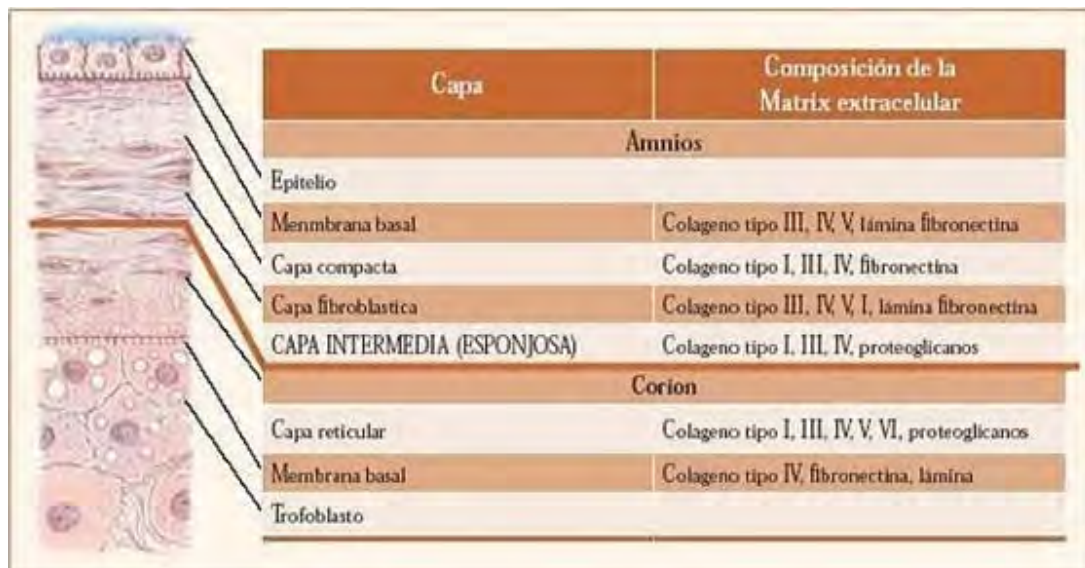 Capa
Composición de la
Matrix extracelular
Amnios
Epitelio
Menmbrana basal Colageno tipo III, IV, V, lámina fibronectina
Capa compacta Colageno tipo I, III, IV, fibronectina
Capa fibroblastica Colageno tipo III, IV, V, I, lámina fibronectina
CAPA INTERMEDIA (ESPONJOSA) Colageno tipo I, III, IV, proteoglicanos
Corion
Capa reticular Colageno tipo I, III, IV, V, VI, proteoglicanos
Membrana basal Colageno tipo IV, fibronectina, lámina
Trofoblasto